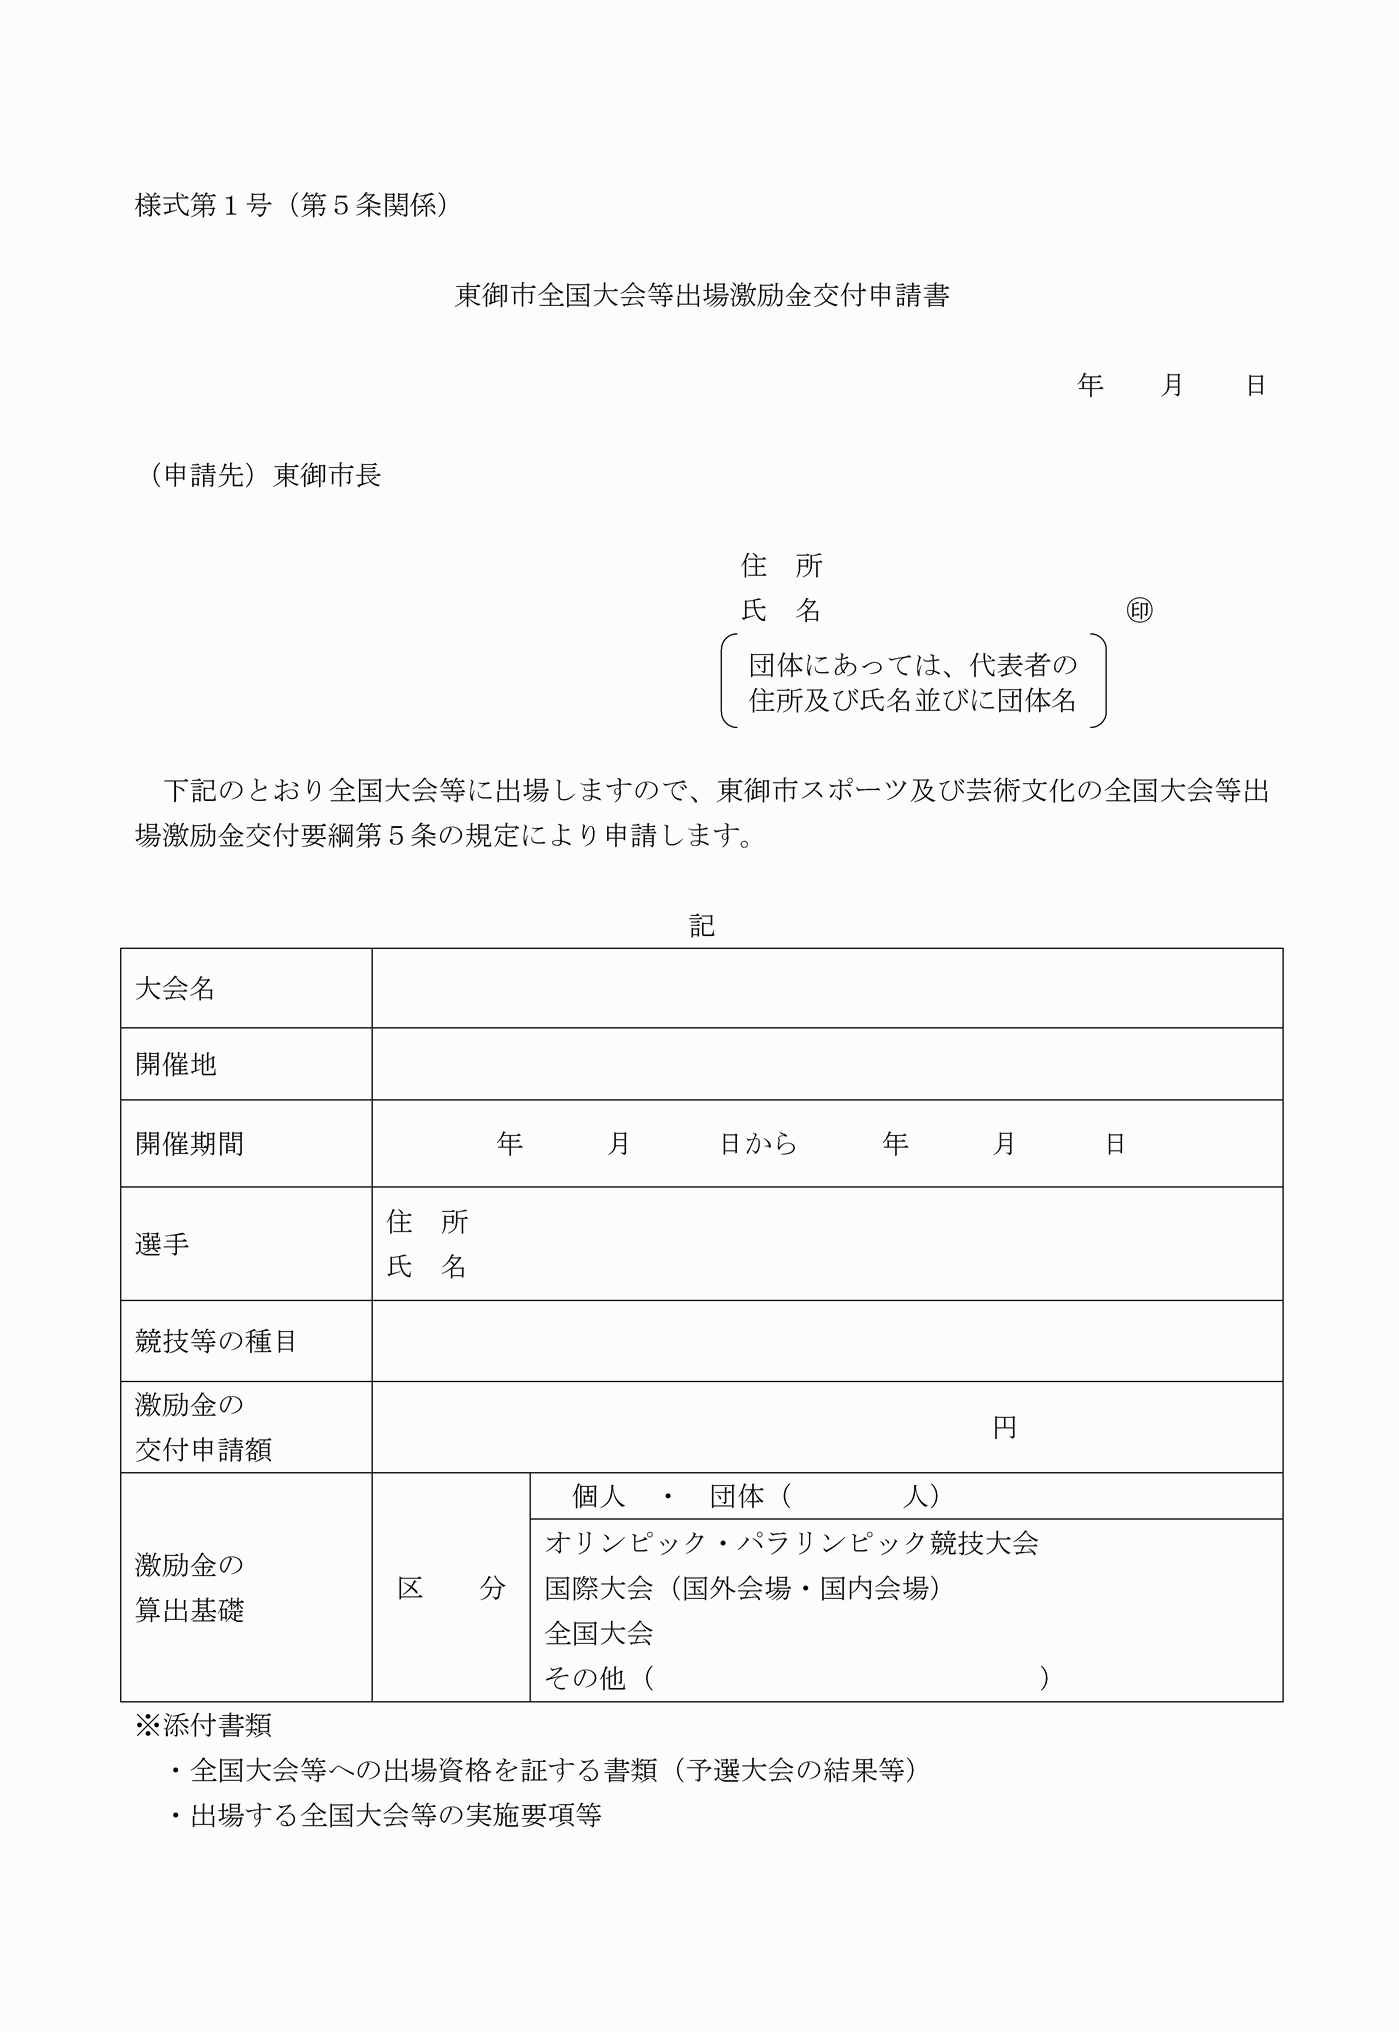 様式第１号（第５条関係）
東御市全国大会等出場激励金交付申請書
年　　月　　日
（申請先）東御市長
住　所
氏　名　　　　　　　　　　　㊞
団体にあっては、代表者の
住所及び氏名並びに団体名
　下記のとおり全国大会等に出場しますので、東御市スポーツ及び芸術文化の全国大会等出
場激励金交付要綱第５条の規定により申請します。
記
大会名
開催地
開催期間　　　　年　　　月　　　日から　　　年　　　月　　　日
選手
住　所
氏　名
競技等の種目
激励金の
交付申請額
円
激励金の
算出基礎
区　　分
個人　・　団体（　　　　人）
オリンピック・パラリンピック競技大会
国際大会（国外会場・国内会場）
全国大会
その他（　　　　　　　　　　　　　　）
※添付書類
・全国大会等への出場資格を証する書類（予選大会の結果等）
・出場する全国大会等の実施要項等